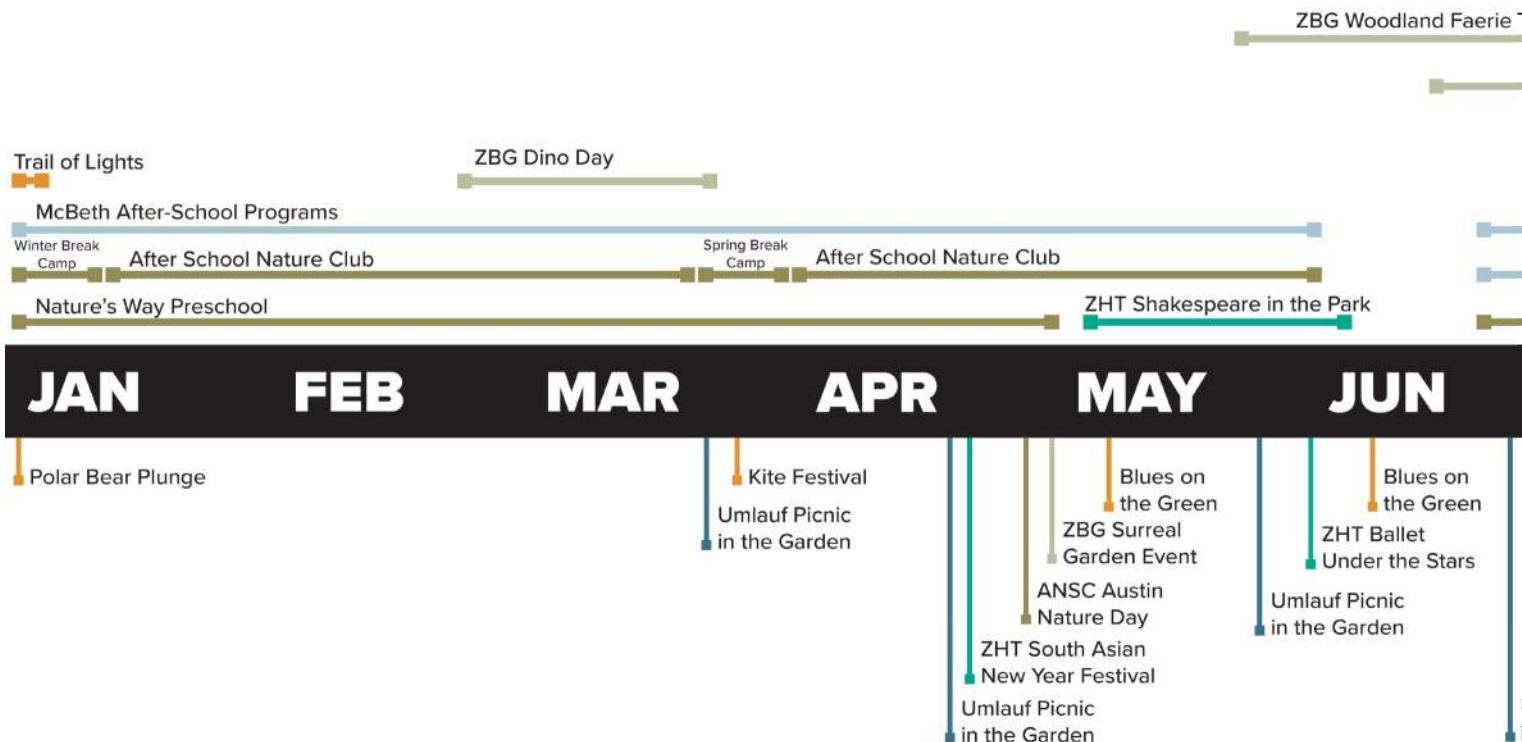 ZBG Woodland Faerie
Trail of Lights
ZBG Dino Day
McBeth After-School Programs
Winter Break
Camp
After School Nature Club
Spring Break
Camp
After School Nature Club
Nature's Way Preschool
ZHT Shakespeare in the Park
JAN
FEB
MAR
APR
MAY
JUN
Polar Bear Plunge
Kite Festival
Umlauf Picnic
in the Garden
Blues on
the Green
Blues on
the Green
ZBG Surreal
Garden Event
ZHT Ballet
Under the Stars
ANSC Austin
Nature Day
Umlauf Picnic
in the Garden
ZHT South Asian
New Year Festival
Umlauf Picnic
in the Garden